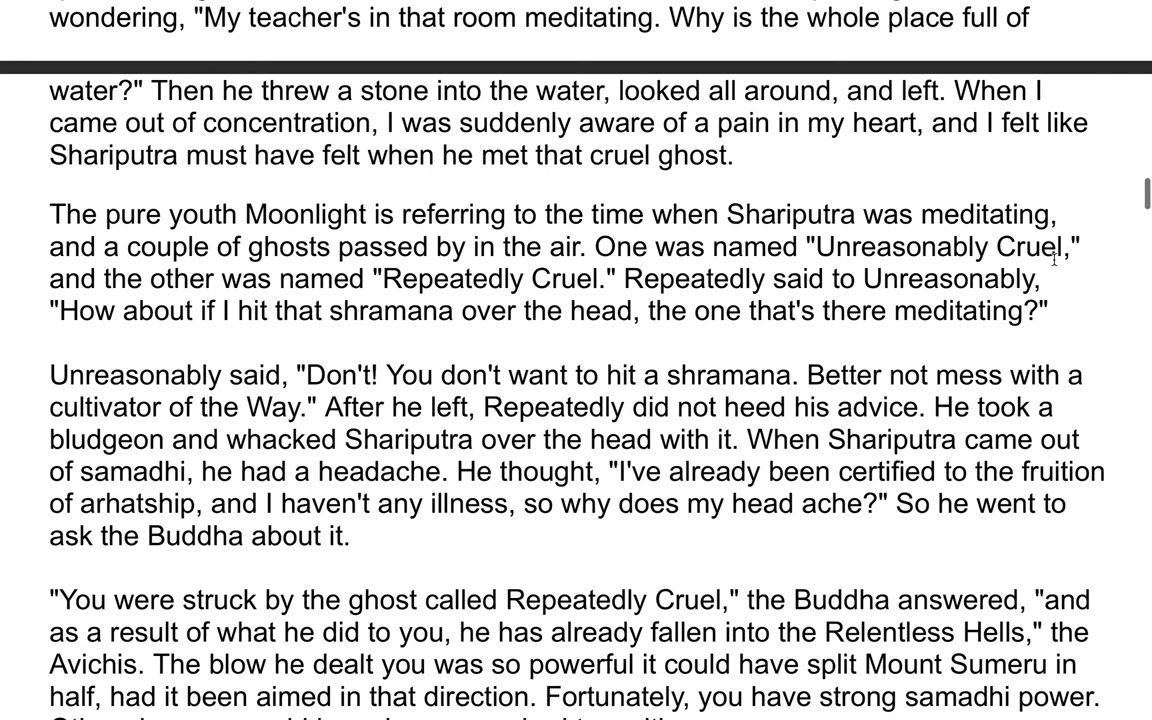 wondering, "My teacher's in that room meditating. Why is the whole place full of
water?" Then he threw a stone into the water, looked all around, and left. When I
came out of concentration, I was suddenly aware of a pain in my heart, and I felt like
Shariputra must have felt when he met that cruel ghost.
The pure youth Moonlight is referring to the time when Shariputra was meditating,
and a couple of ghosts passed by in the air. One was named "Unreasonably Cruel,"
and the other was named "Repeatedly Cruel." Repeatedly said to Unreasonably,
"How about if I hit that shramana over the head, the one that's there meditating?"
Unreasonably said, "Don't! You don't want to hit a shramana. Better not mess with a
cultivator of the Way." After he left, Repeatedly did not heed his advice. He took a
bludgeon and whacked Shariputra over the head with it. When Shariputra came out
of samadhi, he had a headache. He thought, "I've already been certified to the fruition
of arhatship, and I haven't any illness, so why does my head ache?" So he went to
ask the Buddha about it.
"You were struck by the ghost called Repeatedly Cruel," the Buddha answered, "and
as a result of what he did to you, he has already fallen into the Relentless Hells," the
Avichis. The blow he dealt you was so powerful it could have split Mount Sumeru in
half, had it been aimed in that direction. Fortunately, you have strong samadhi power.